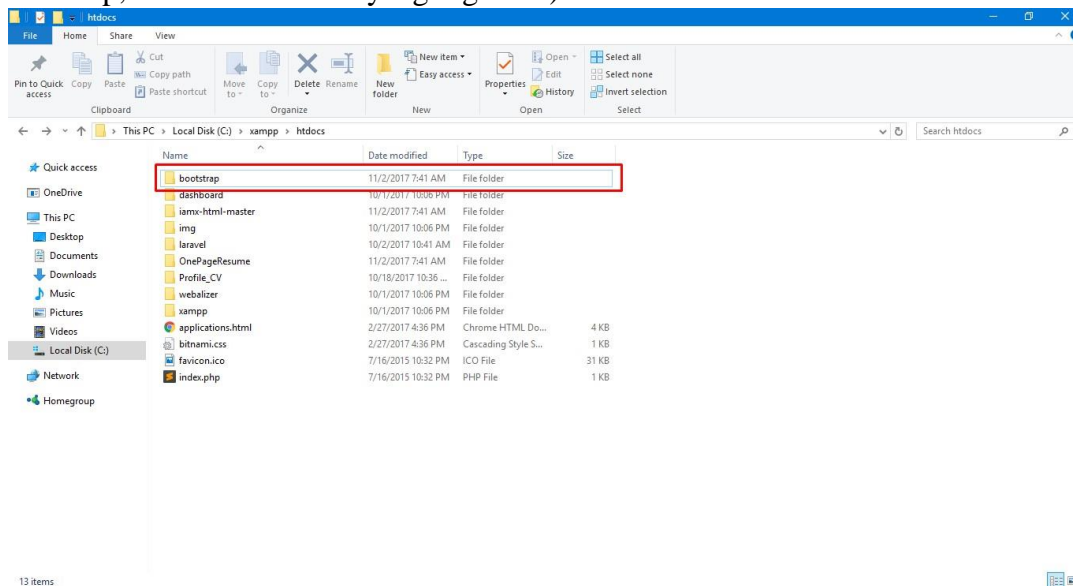 htdocs
File Home Share View
Pin to Quick access
Copy
Paste
Cut
Copy path
Paste shortcut
Clipboard
Move to
Copy to
Delete
Rename
Organize
New folder
New item
Easy access
New
Properties
Open
Edit
History
Open
Select all
Select none
Invert selection
Select
This PC > Local Disk (C:) > xampp > htdocs
Search htdocs
Quick access
OneDrive
This PC
Desktop
Documents
Downloads
Music
Pictures
Videos
Local Disk (C:)
Network
Homegroup
Name Date modified Type Size
bootstrap 11/2/2017 7:41 AM File folder
dashboard 10/1/2017 10:06 PM File folder
iamx-html-master 11/2/2017 7:41 AM File folder
img 10/1/2017 10:06 PM File folder
laravel 10/2/2017 10:41 AM File folder
OnePageResume 11/2/2017 7:41 AM File folder
Profile_CV 10/18/2017 10:36 ... File folder
webalizer 10/1/2017 10:06 PM File folder
xampp 10/1/2017 10:06 PM File folder
applications.html 2/27/2017 4:36 PM Chrome HTML Do... 4 KB
bitnami.css 2/27/2017 4:36 PM Cascading Style S... 1 KB
favicon.ico 7/16/2015 10:32 PM ICO File 31 KB
index.php 7/16/2015 10:32 PM PHP File 1 KB
13 items